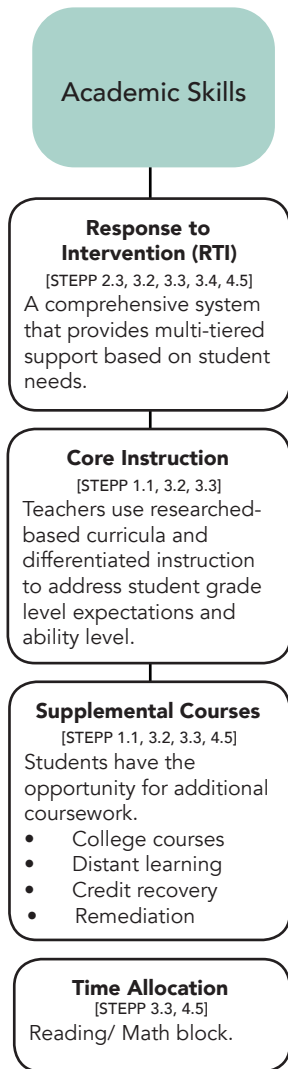 Academic Skills
Response to
Intervention (RTI)
[STEPP 2.3, 3.2, 3.3, 3.4, 4.5]
A comprehensive system
that provides multi-tiered
support based on student
needs.
Core Instruction
[STEPP 1.1, 3.2, 3.3]
Teachers use researched-
based curricula and
differentiated instruction
to address student grade
level expectations and
ability level.
Supplemental Courses
[STEPP 1.1, 3.2, 3.3, 4.5]
Students have the
opportunity for additional
coursework.
• College courses
• Distant learning
• Credit recovery
• Remediation
Time Allocation
[STEPP 3.3, 4.5]
Reading/ Math block.